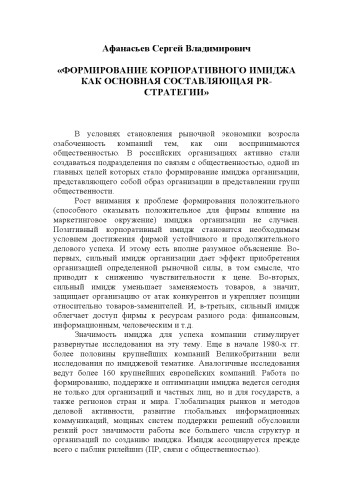 Афанасьев Сергей Владимирович
«ФОРМИРОВАНИЕ КОРПОРАТИВНОГО ИМИДЖА
КАК ОСНОВНАЯ СОСТАВЛЯЮЩАЯ PR-
СТРАТЕГИИ»
В условиях становления рыночной экономики возросла
озабоченность компаний тем, как они воспринимаются
общественностью. В российских организациях активно стали
создаваться подразделения по связям с общественностью, одной из
главных целей которых стало формирование имиджа организации,
представляющего собой образ организации в представлении групп
общественности.
Рост внимания к проблеме формирования положительного
(способного оказывать положительное для фирмы влияние на
маркетинговое окружение) имиджа организации не случаен.
Позитивный корпоративный имидж становится необходимым
условием достижения фирмой устойчивого и продолжительного
делового успеха. И этому есть вполне разумное объяснение. Во-
первых, сильный имидж организации дает эффект приобретения
организацией определенной рыночной силы, в том смысле, что
приводит к снижению чувствительности к цене. Во-вторых,
сильный имидж уменьшает заменяемость товаров, а значит,
защищает организацию от атак конкурентов и укрепляет позиции
относительно товаров-заменителей. И, в-третьих, сильный имидж
облегчает доступ фирмы к ресурсам разного рода: финансовым,
информационным, человеческим и т.д.
Значимость имиджа для успеха компании стимулирует
развернутые исследования на эту тему. Еще в начале 1980-х гг.
более половины крупнейших компаний Великобритании вели
исследования по имиджевой тематике. Аналогичные исследования
ведут более 160 крупнейших европейских компаний. Работа по
формированию, поддержке и оптимизации имиджа ведется сегодня
не только для организаций и частных лиц, но и для государств, а
также регионов стран и мира. Глобализация рынков и методов
деловой активности, развитие глобальных информационных
коммуникаций, мощных систем поддержки решений обусловили
резкий рост значимости работы все большего числа структур и
организаций по созданию имиджа. Имидж ассоциируется прежде
всего с паблик рилейшнз (ПР, связи с общественностью).